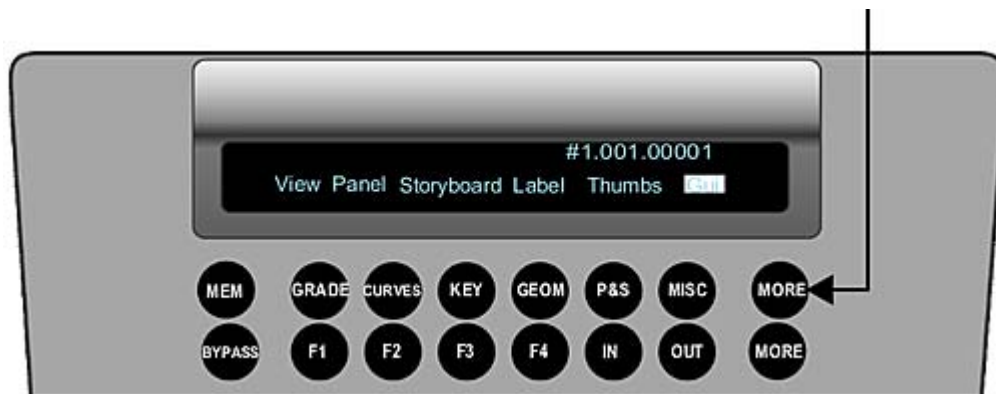 #1.001.00001
View Panel Storyboard Label Thumbs Gui
MEM GRADE CURVES KEY GEOM P&S MISC MORE
BYPASS F1 F2 F3 F4 IN OUT MORE